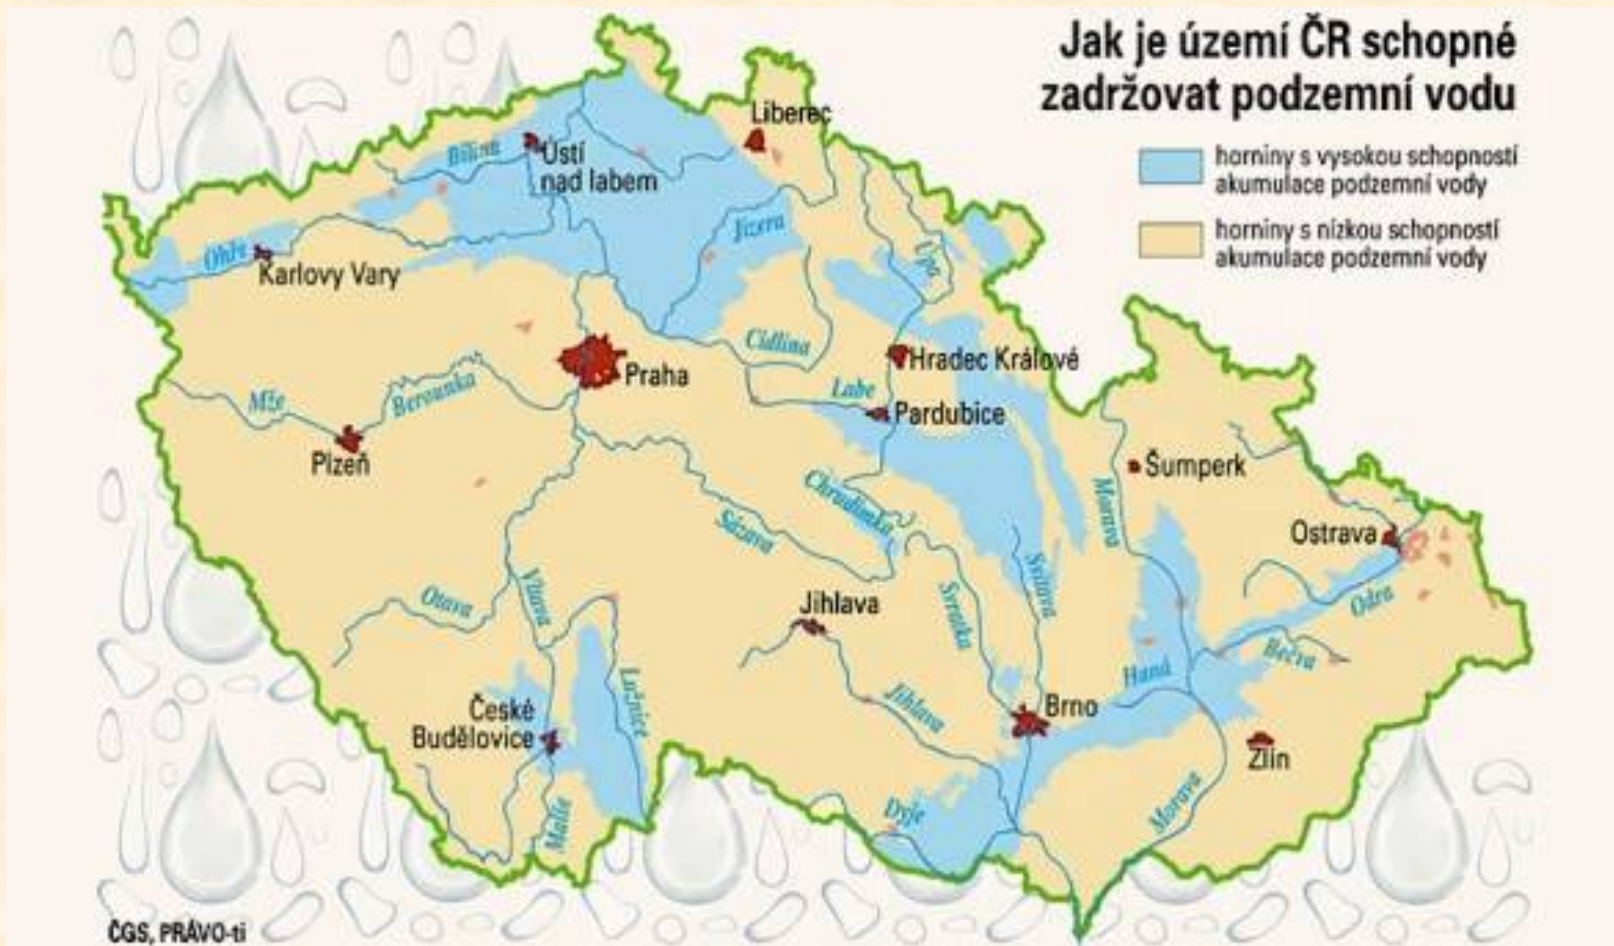 Jak je území ČR schopné
zadržovat podzemní vodu
horniny s vysokou schopností
akumulace podzemní vody
horniny s nízkou schopností
akumulace podzemní vody
Liberec
Bílina
Ústí
nad labem
Jizera
Ohře
Karlovy Vary
Úpa
Cidlina
Hradec Králové
Praha
Labe
Pardubice
Mže
Berounka
Plzeň
Šumperk
Chrudimka
Morava
Sázava
Ostrava
Otava
Vltava
Jihlava
Svratka
Svitava
Odra
Bečva
Haná
Lužnice
České
Budělovice
Jihlava
Brno
Zlín
Malše
Dyje
Morava
ČGS, PRÁVO-ti